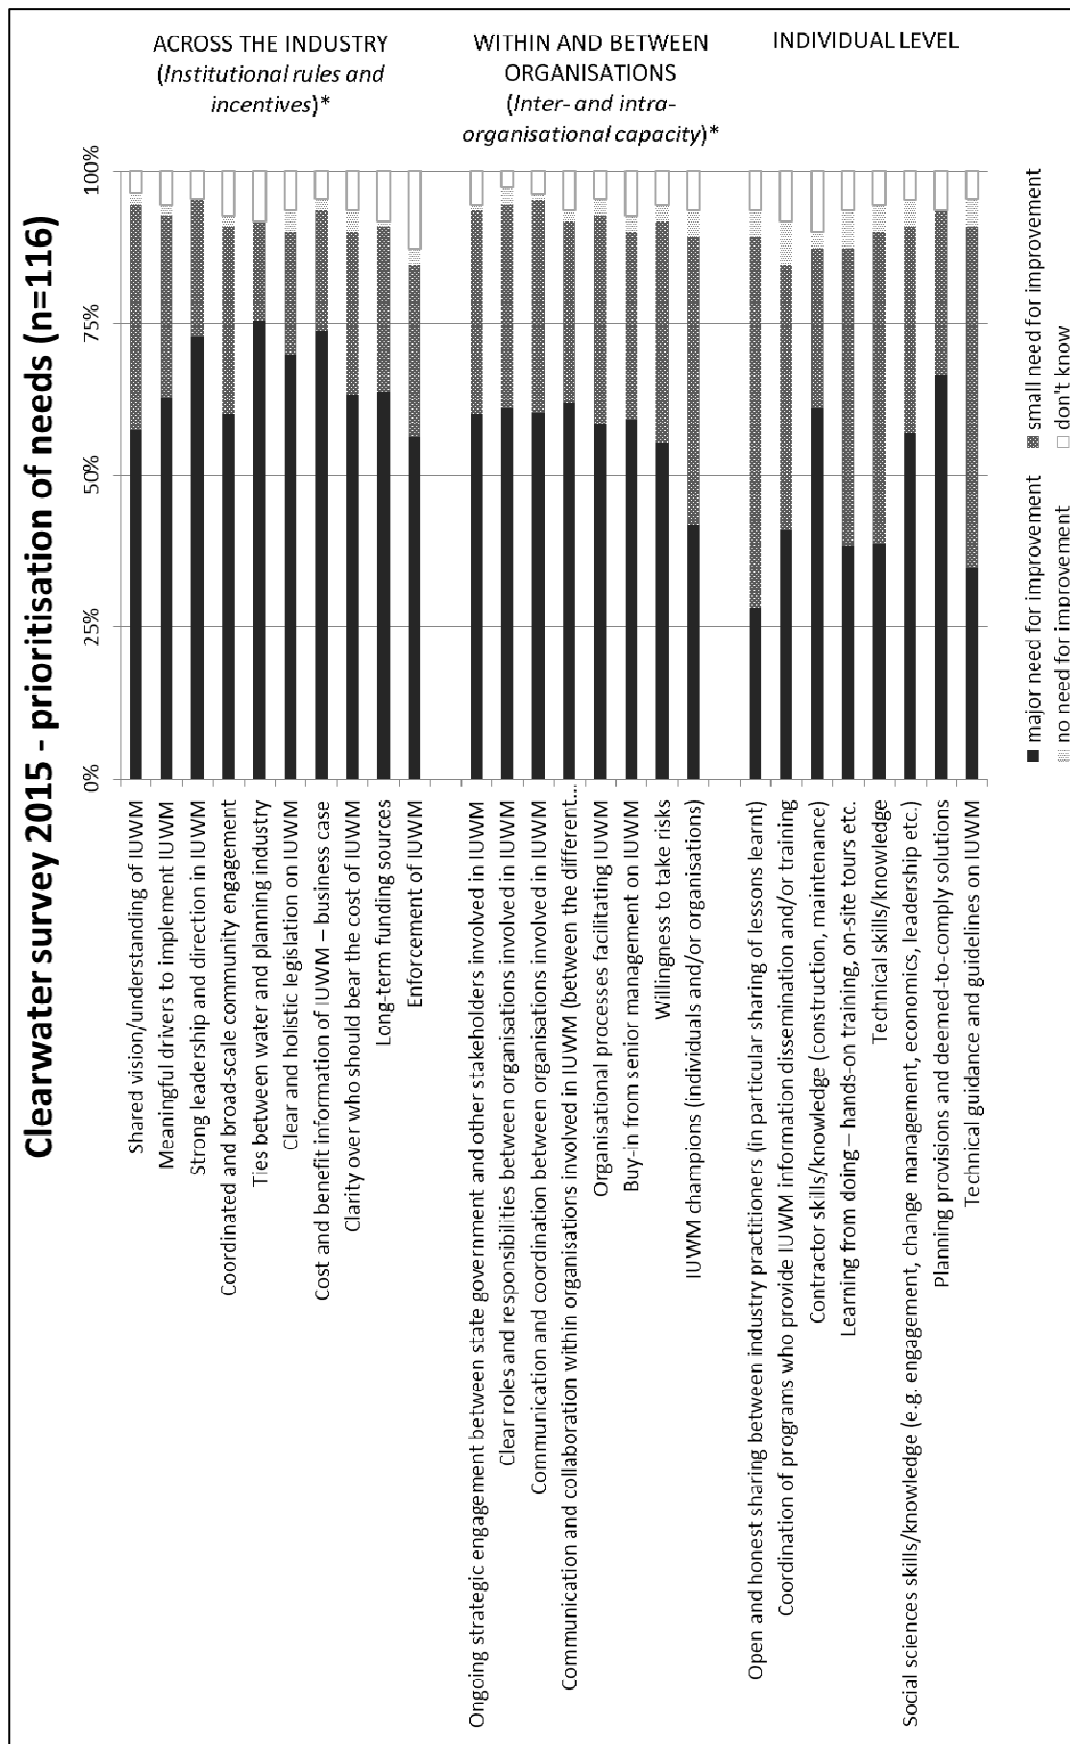 Clearwater survey 2015 - prioritisation of needs (n=116)
ACROSS THE INDUSTRY
(Institutional rules and
incentives)*
WITHIN AND BETWEEN
ORGANISATIONS
(Inter- and intra-
organisational capacity)*
INDIVIDUAL LEVEL
0%
25%
50%
75%
100%
Shared vision/understanding of IUWM
Meaningful drivers to implement IUWM
Strong leadership and direction in IUWM
Coordinated and broad-scale community engagement
Ties between water and planning industry
Clear and holistic legislation on IUWM
Cost and benefit information of IUWM – business case
Clarity over who should bear the cost of IUWM
Long-term funding sources
Enforcement of IUWM
Ongoing strategic engagement between state government and other stakeholders involved in IUWM
Clear roles and responsibilities between organisations involved in IUWM
Communication and coordination between organisations involved in IUWM
Communication and collaboration within organisations involved in IUWM (between the different...
Organisational processes facilitating IUWM
Buy-in from senior management on IUWM
Willingness to take risks
IUWM champions (individuals and/or organisations)
Open and honest sharing between industry practitioners (in particular sharing of lessons learnt)
Coordination of programs who provide IUWM information dissemination and/or training
Contractor skills/knowledge (construction, maintenance)
Learning from doing – hands-on training, on-site tours etc.
Technical skills/knowledge
Social sciences skills/knowledge (e.g. engagement, change management, economics, leadership etc.)
Planning provisions and deemed-to-comply solutions
Technical guidance and guidelines on IUWM
major need for improvement
small need for improvement
no need for improvement
don't know